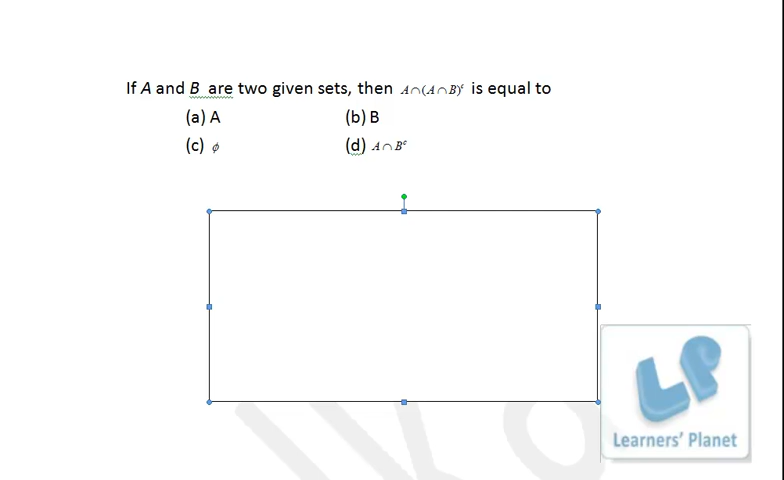 If A and B are two given sets, then A∩(A∩B)ᶜ is equal to
(a) A (b) B
(c) ϕ (d) A∩Bᶜ
LP
Learners' Planet